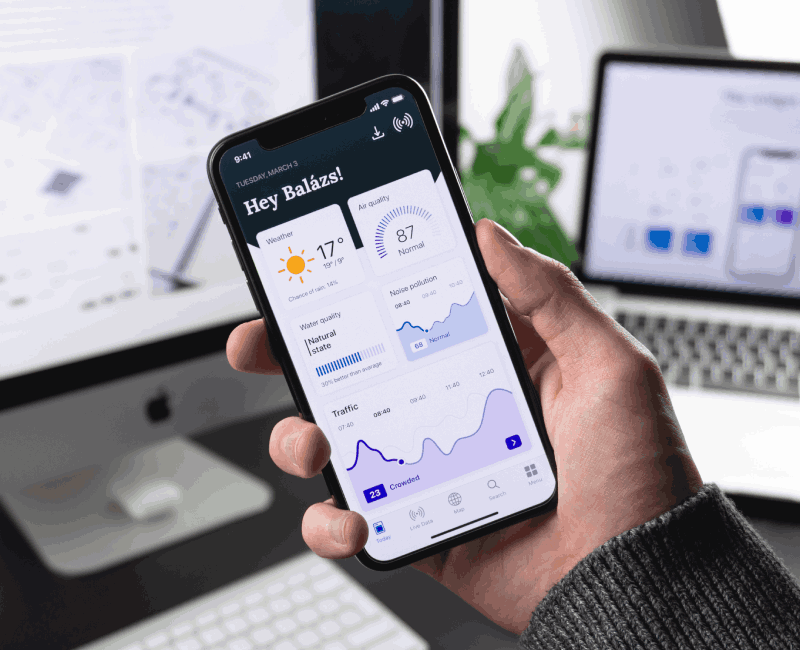 9:41
TUESDAY, MARCH 3
Hey Balázs!
Weather
17°
19°/9°
Chance of rain: 14%
Air quality
87
Normal
Water quality
Natural
state
30% better than average
Noise pollution
08:40 09:40 10:40
68 Normal
Traffic
07:40 08:40 09:40 11:40 12:40
23 Crowded
Today Live Data Map Search Menu